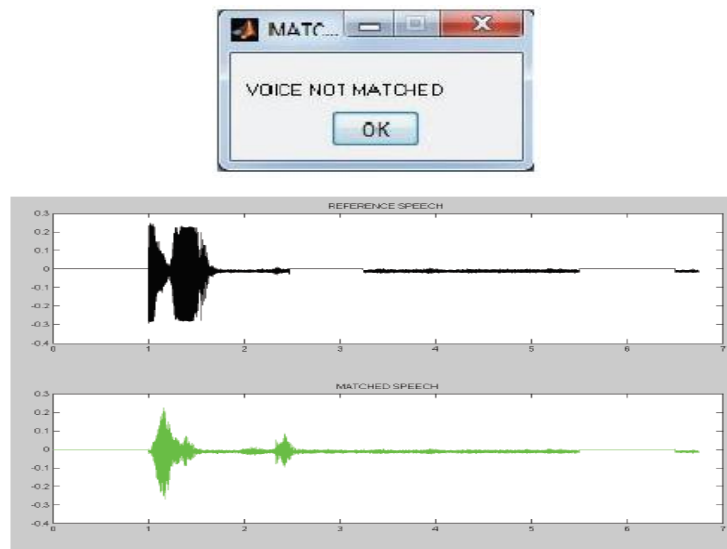 MATC...
VOICE NOT MATCHED
OK
REFERENCE SPEECH
0.3
0.2
0.1
0
-0.1
-0.2
-0.3
-0.4
0 1 2 3 4 5 6 7
MATCHED SPEECH
0.3
0.2
0.1
0
-0.1
-0.2
-0.3
-0.4
0 1 2 3 4 5 6 7